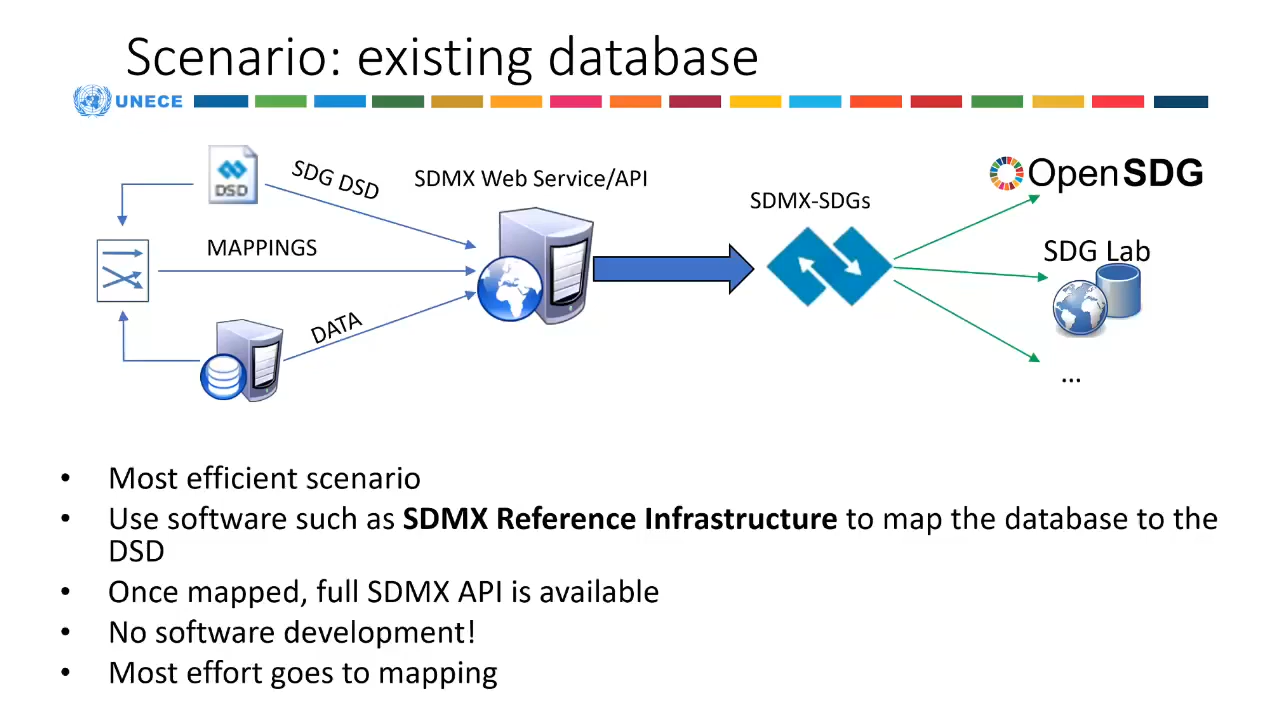 Scenario: existing database
UNECE
DSD
SDG DSD
SDMX Web Service/API
MAPPINGS
DATA
SDMX-SDGs
Open SDG
SDG Lab
...
• Most efficient scenario
• Use software such as SDMX Reference Infrastructure to map the database to the
DSD
• Once mapped, full SDMX API is available
• No software development!
• Most effort goes to mapping